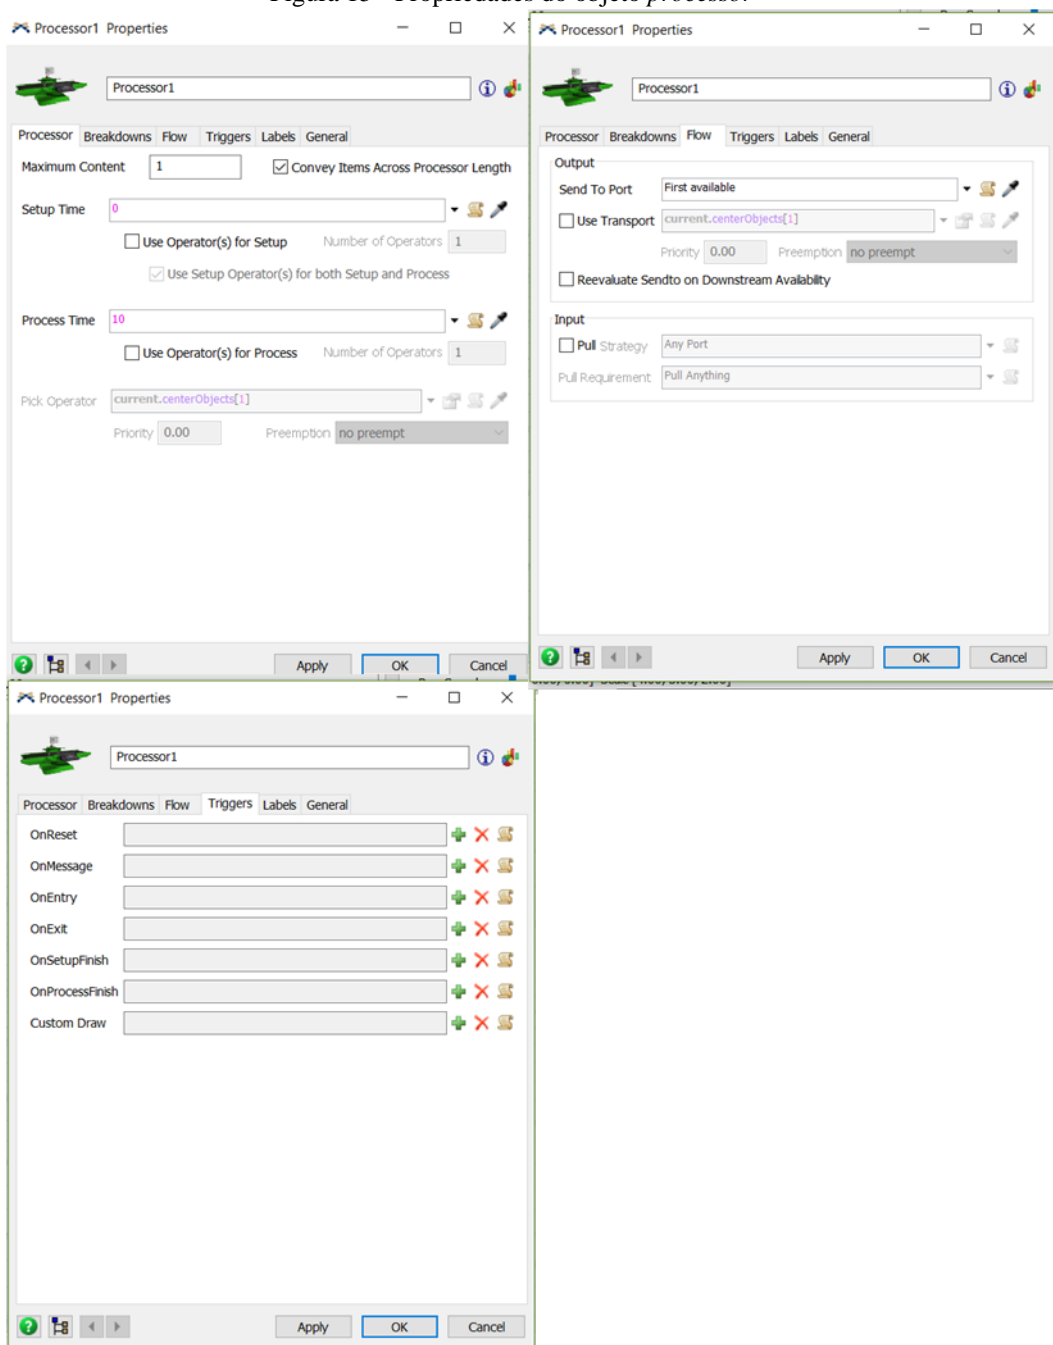 Processor1 Properties
Processor1
Processor Breakdowns Flow Triggers Labels General
Maximum Content 1 Convey Items Across Processor Length
Setup Time 0
Use Operator(s) for Setup Number of Operators 1
Use Setup Operator(s) for both Setup and Process
Process Time 10
Use Operator(s) for Process Number of Operators 1
Pick Operator current.centerObjects[1]
Priority 0.00 Preemption no preempt
Apply OK Cancel
Processor1 Properties
Processor1
Processor Breakdowns Flow Triggers Labels General
Output
Send To Port First available
Use Transport current.centerObjects[1]
Priority 0.00 Preemption no preempt
Reevaluate Sendto on Downstream Availability
Input
Pull Strategy Any Port
Pull Requirement Pull Anything
Apply OK Cancel
Processor1 Properties
Processor1
Processor Breakdowns Flow Triggers Labels General
OnReset
OnMessage
OnEntry
OnExit
OnSetupFinish
OnProcessFinish
Custom Draw
Apply OK Cancel